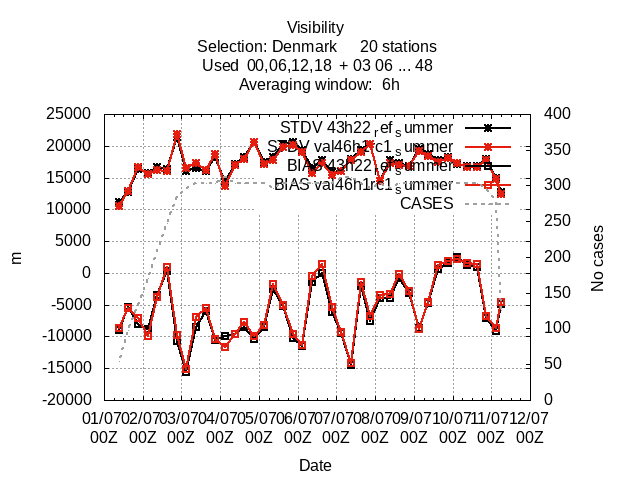 Visibility
Selection: Denmark 20 stations
Used 00,06,12,18 + 03 06 ... 48
Averaging window: 6h
25000 400
STDV 43h22refsummer
20000 350
STDV val46h1rc1summer
BIAS 43h22refsummer
15000 300
BIAS val46h1rc1summer
CASES
10000 250
5000
m 0 200 No cases
-5000 150
-10000 100
-15000 50
-20000 0
01/07 02/07 03/07 04/07 05/07 06/07 07/07 08/07 09/07 10/07 11/07 12/07
00Z 00Z 00Z 00Z 00Z 00Z 00Z 00Z 00Z 00Z 00Z 00Z
Date